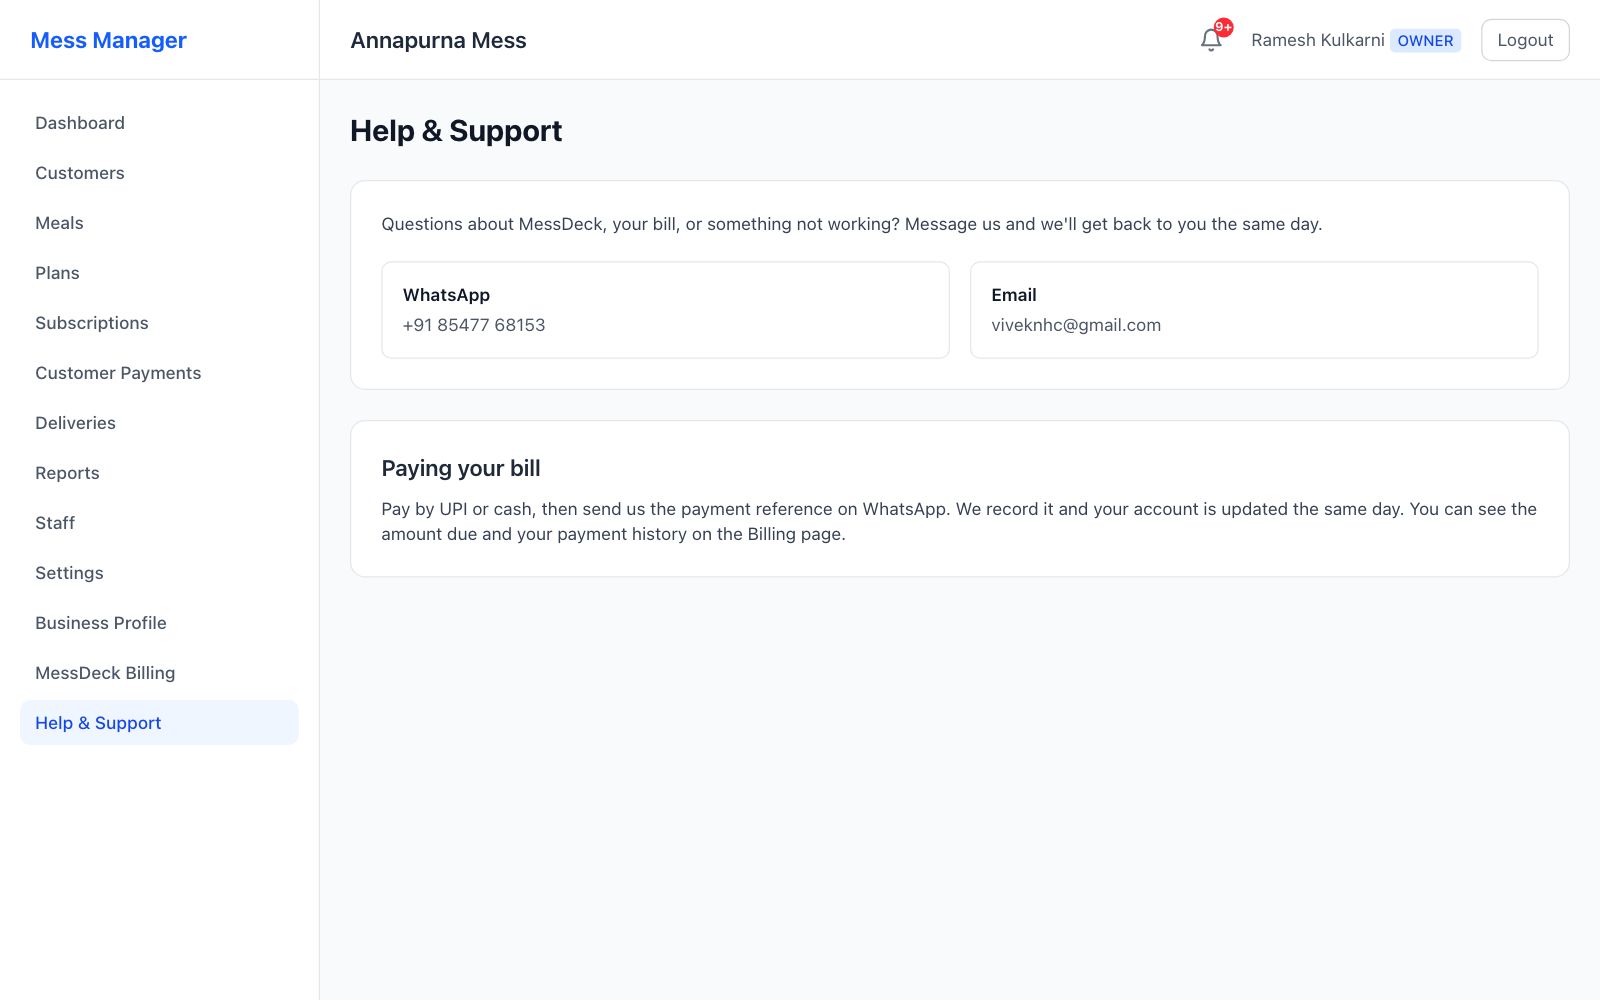 Mess Manager
Annapurna Mess
9+
Ramesh Kulkarni OWNER
Logout
Dashboard
Customers
Meals
Plans
Subscriptions
Customer Payments
Deliveries
Reports
Staff
Settings
Business Profile
MessDeck Billing
Help & Support
Help & Support
Questions about MessDeck, your bill, or something not working? Message us and we'll get back to you the same day.
WhatsApp
+91 85477 68153
Email
viveknhc@gmail.com
Paying your bill
Pay by UPI or cash, then send us the payment reference on WhatsApp. We record it and your account is updated the same day. You can see the
amount due and your payment history on the Billing page.